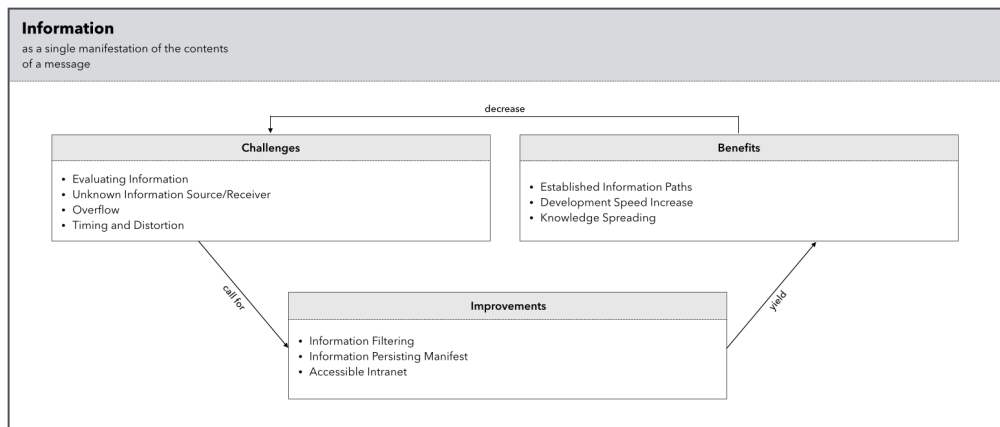 Information
as a single manifestation of the contents
of a message
decrease
Challenges
• Evaluating Information
• Unknown Information Source/Receiver
• Overflow
• Timing and Distortion
Benefits
• Established Information Paths
• Development Speed Increase
• Knowledge Spreading
call for
yield
Improvements
• Information Filtering
• Information Persisting Manifest
• Accessible Intranet